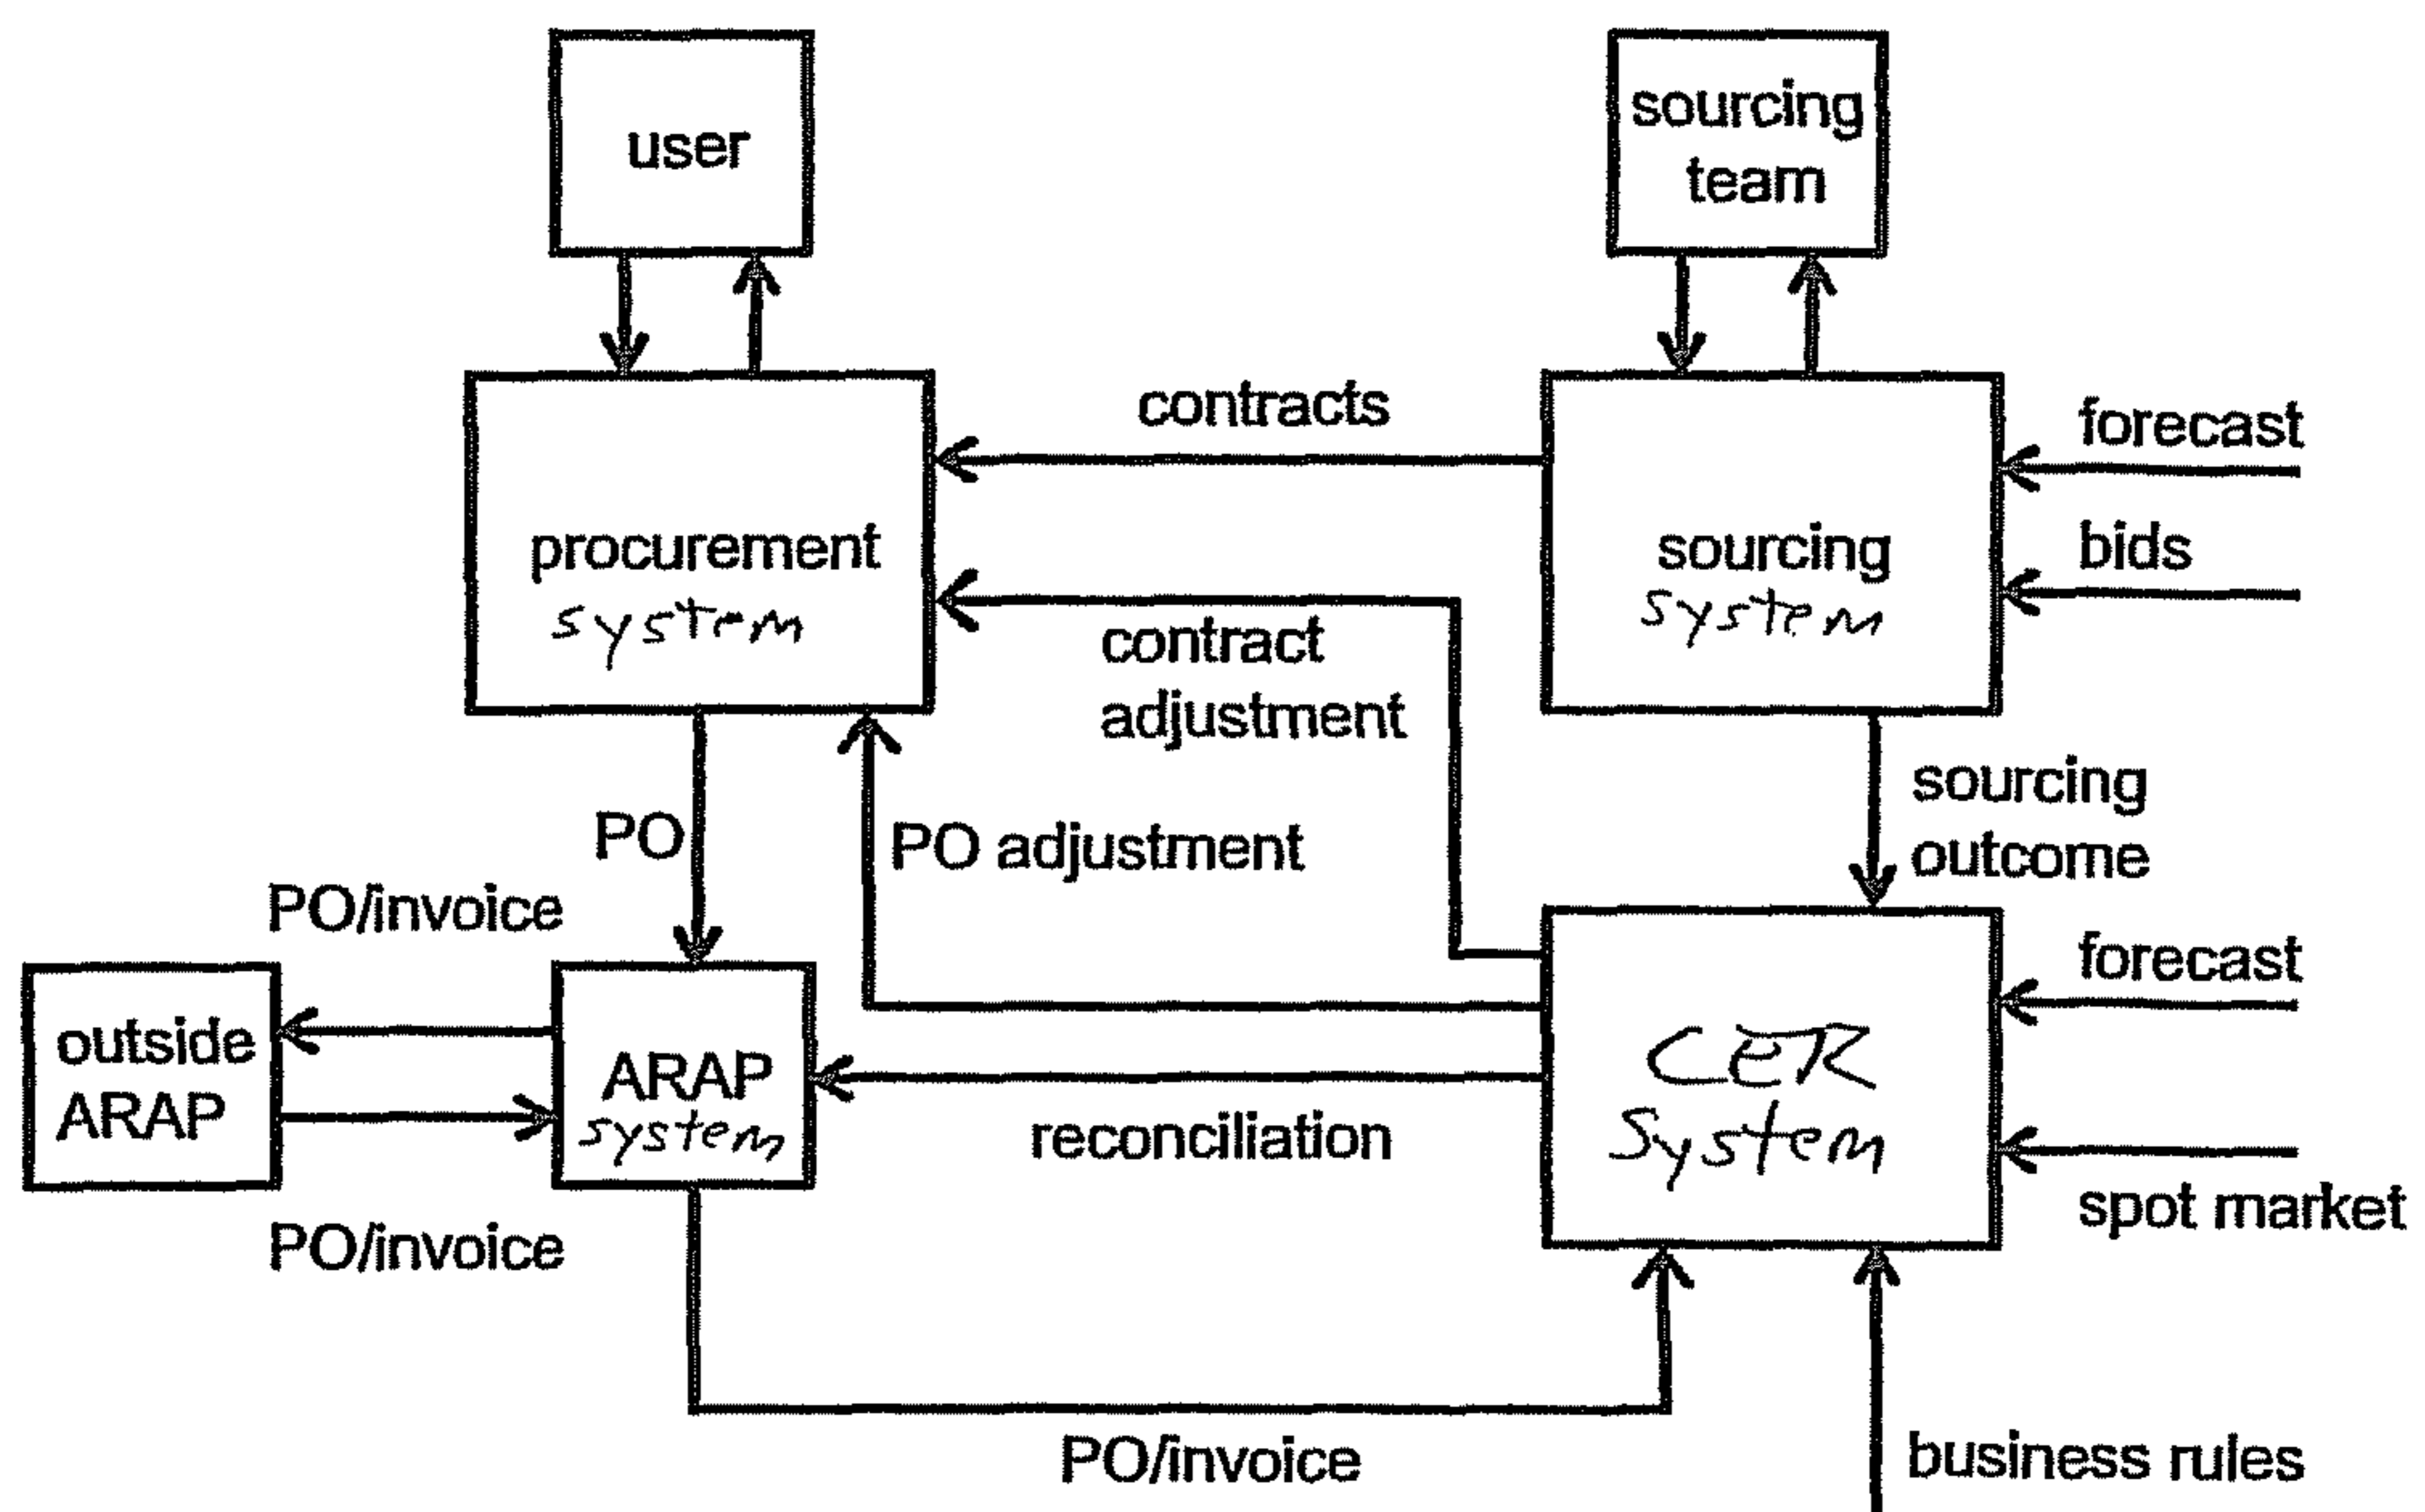 user
sourcing
team
contracts
forecast
procurement
system
sourcing
system
bids
contract
adjustment
sourcing
outcome
PO
PO adjustment
PO/invoice
forecast
outside
ARAP
ARAP
system
CER
System
reconciliation
spot market
PO/invoice
PO/invoice
business rules